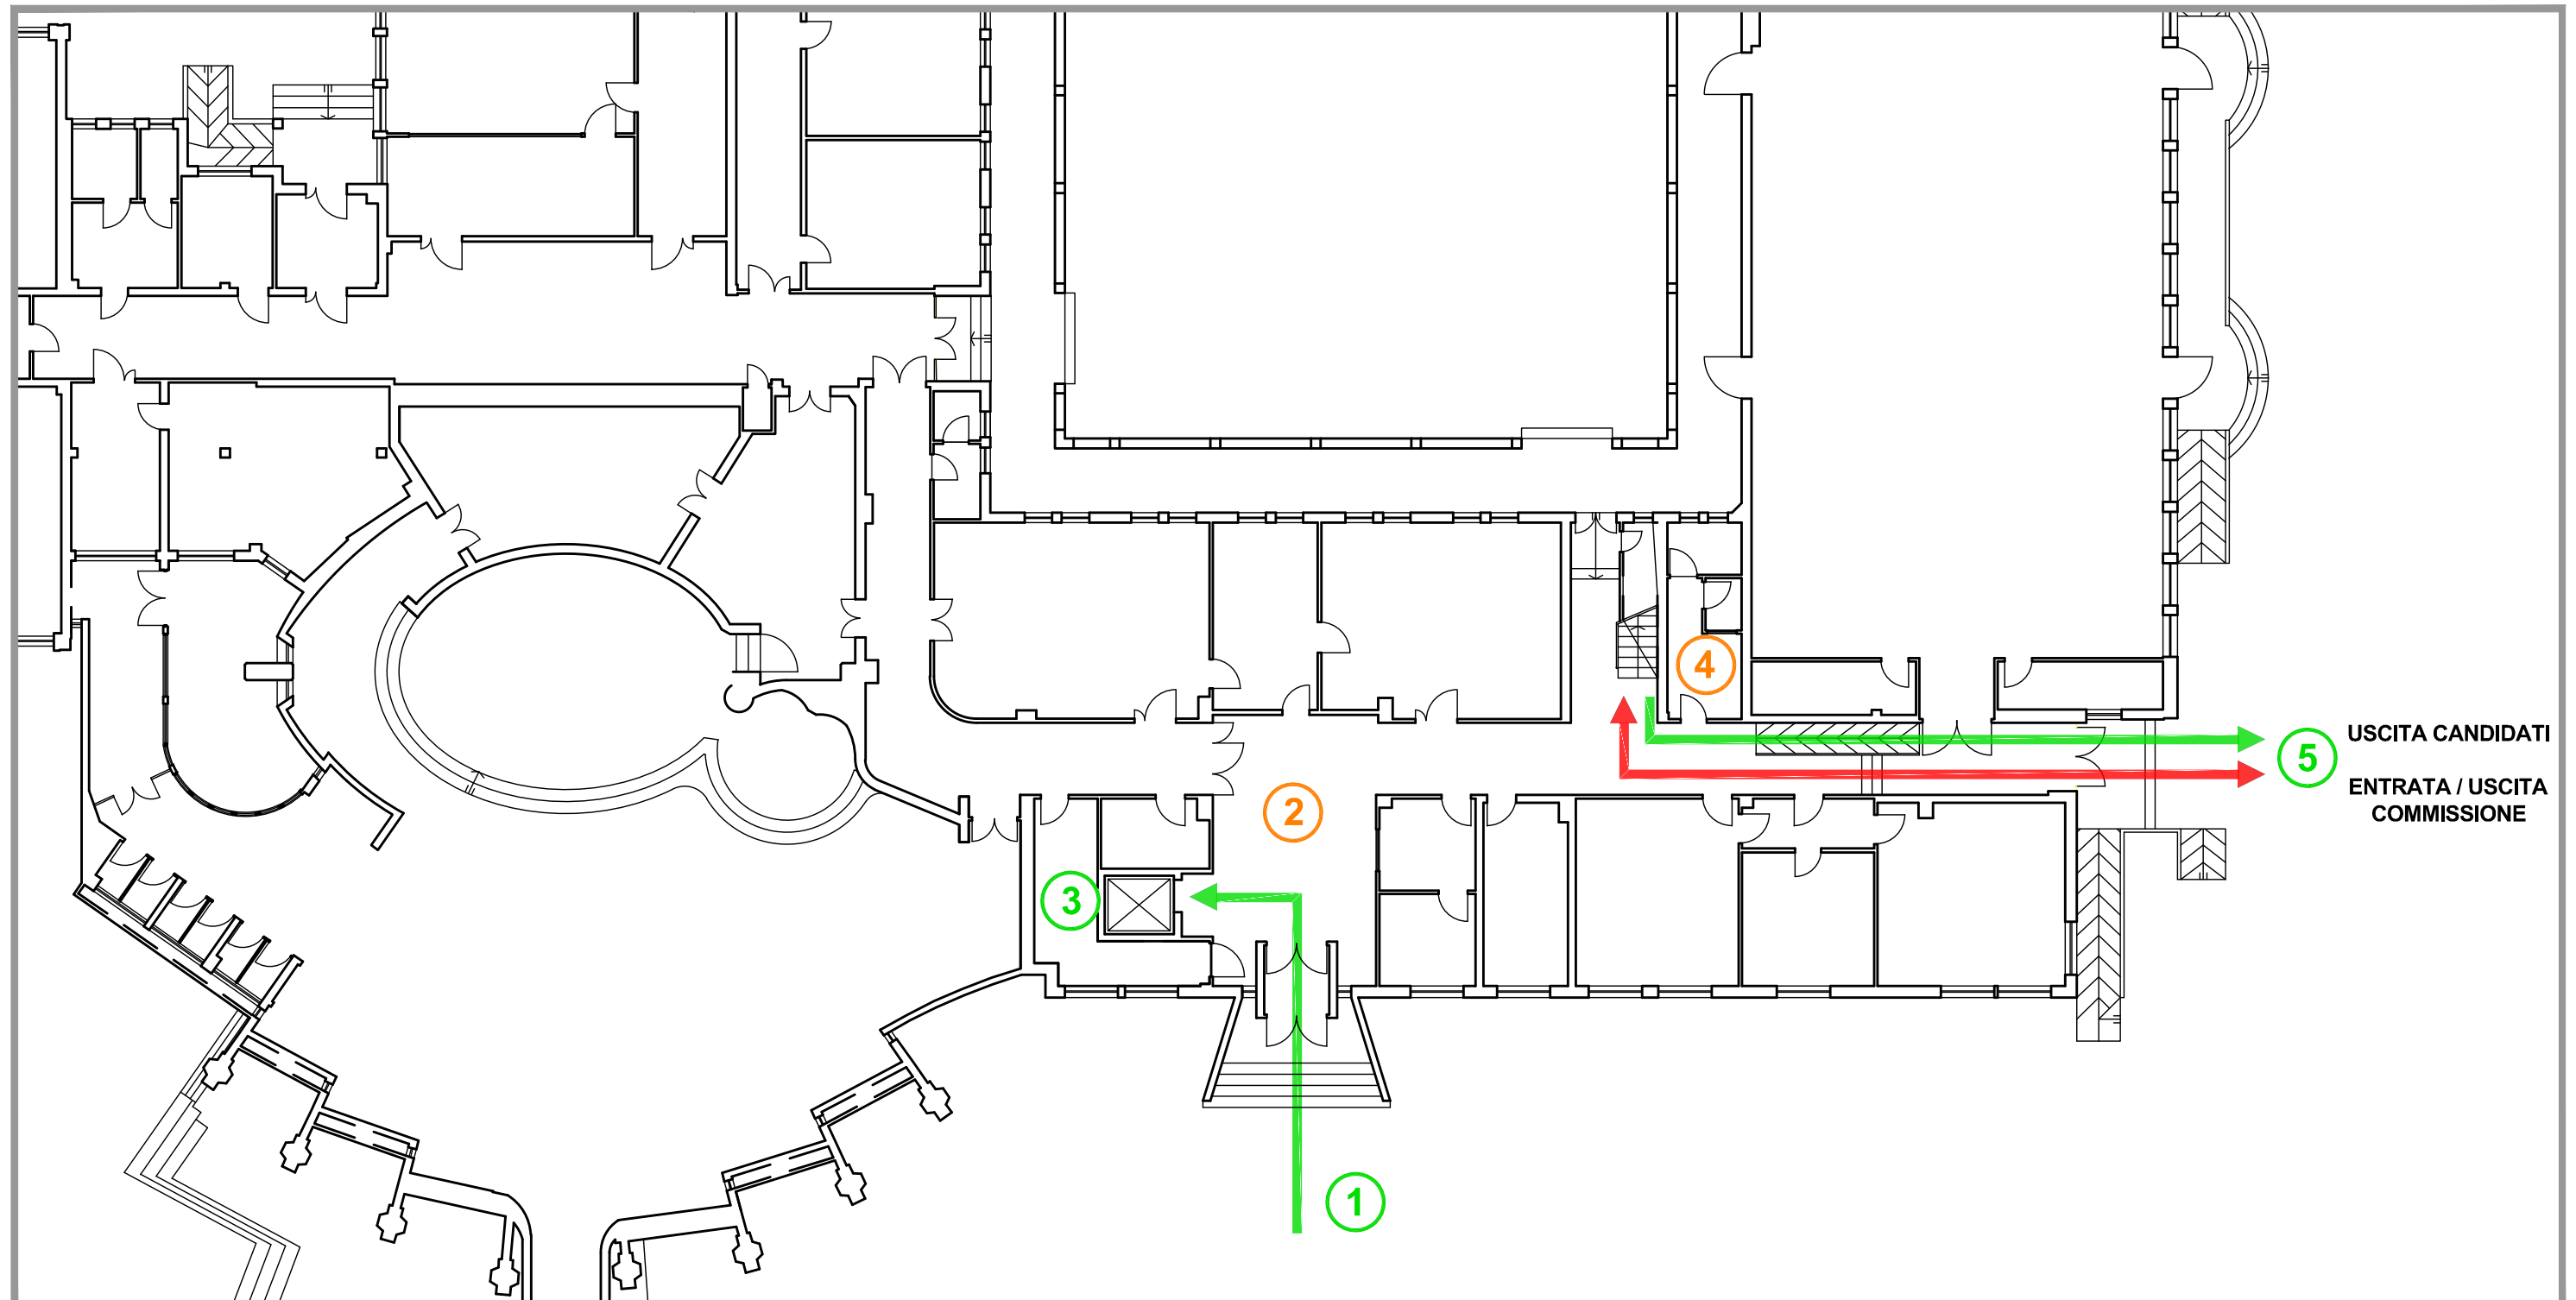 4
USCITA CANDIDATI
5
ENTRATA / USCITA
COMMISSIONE
2
3
1